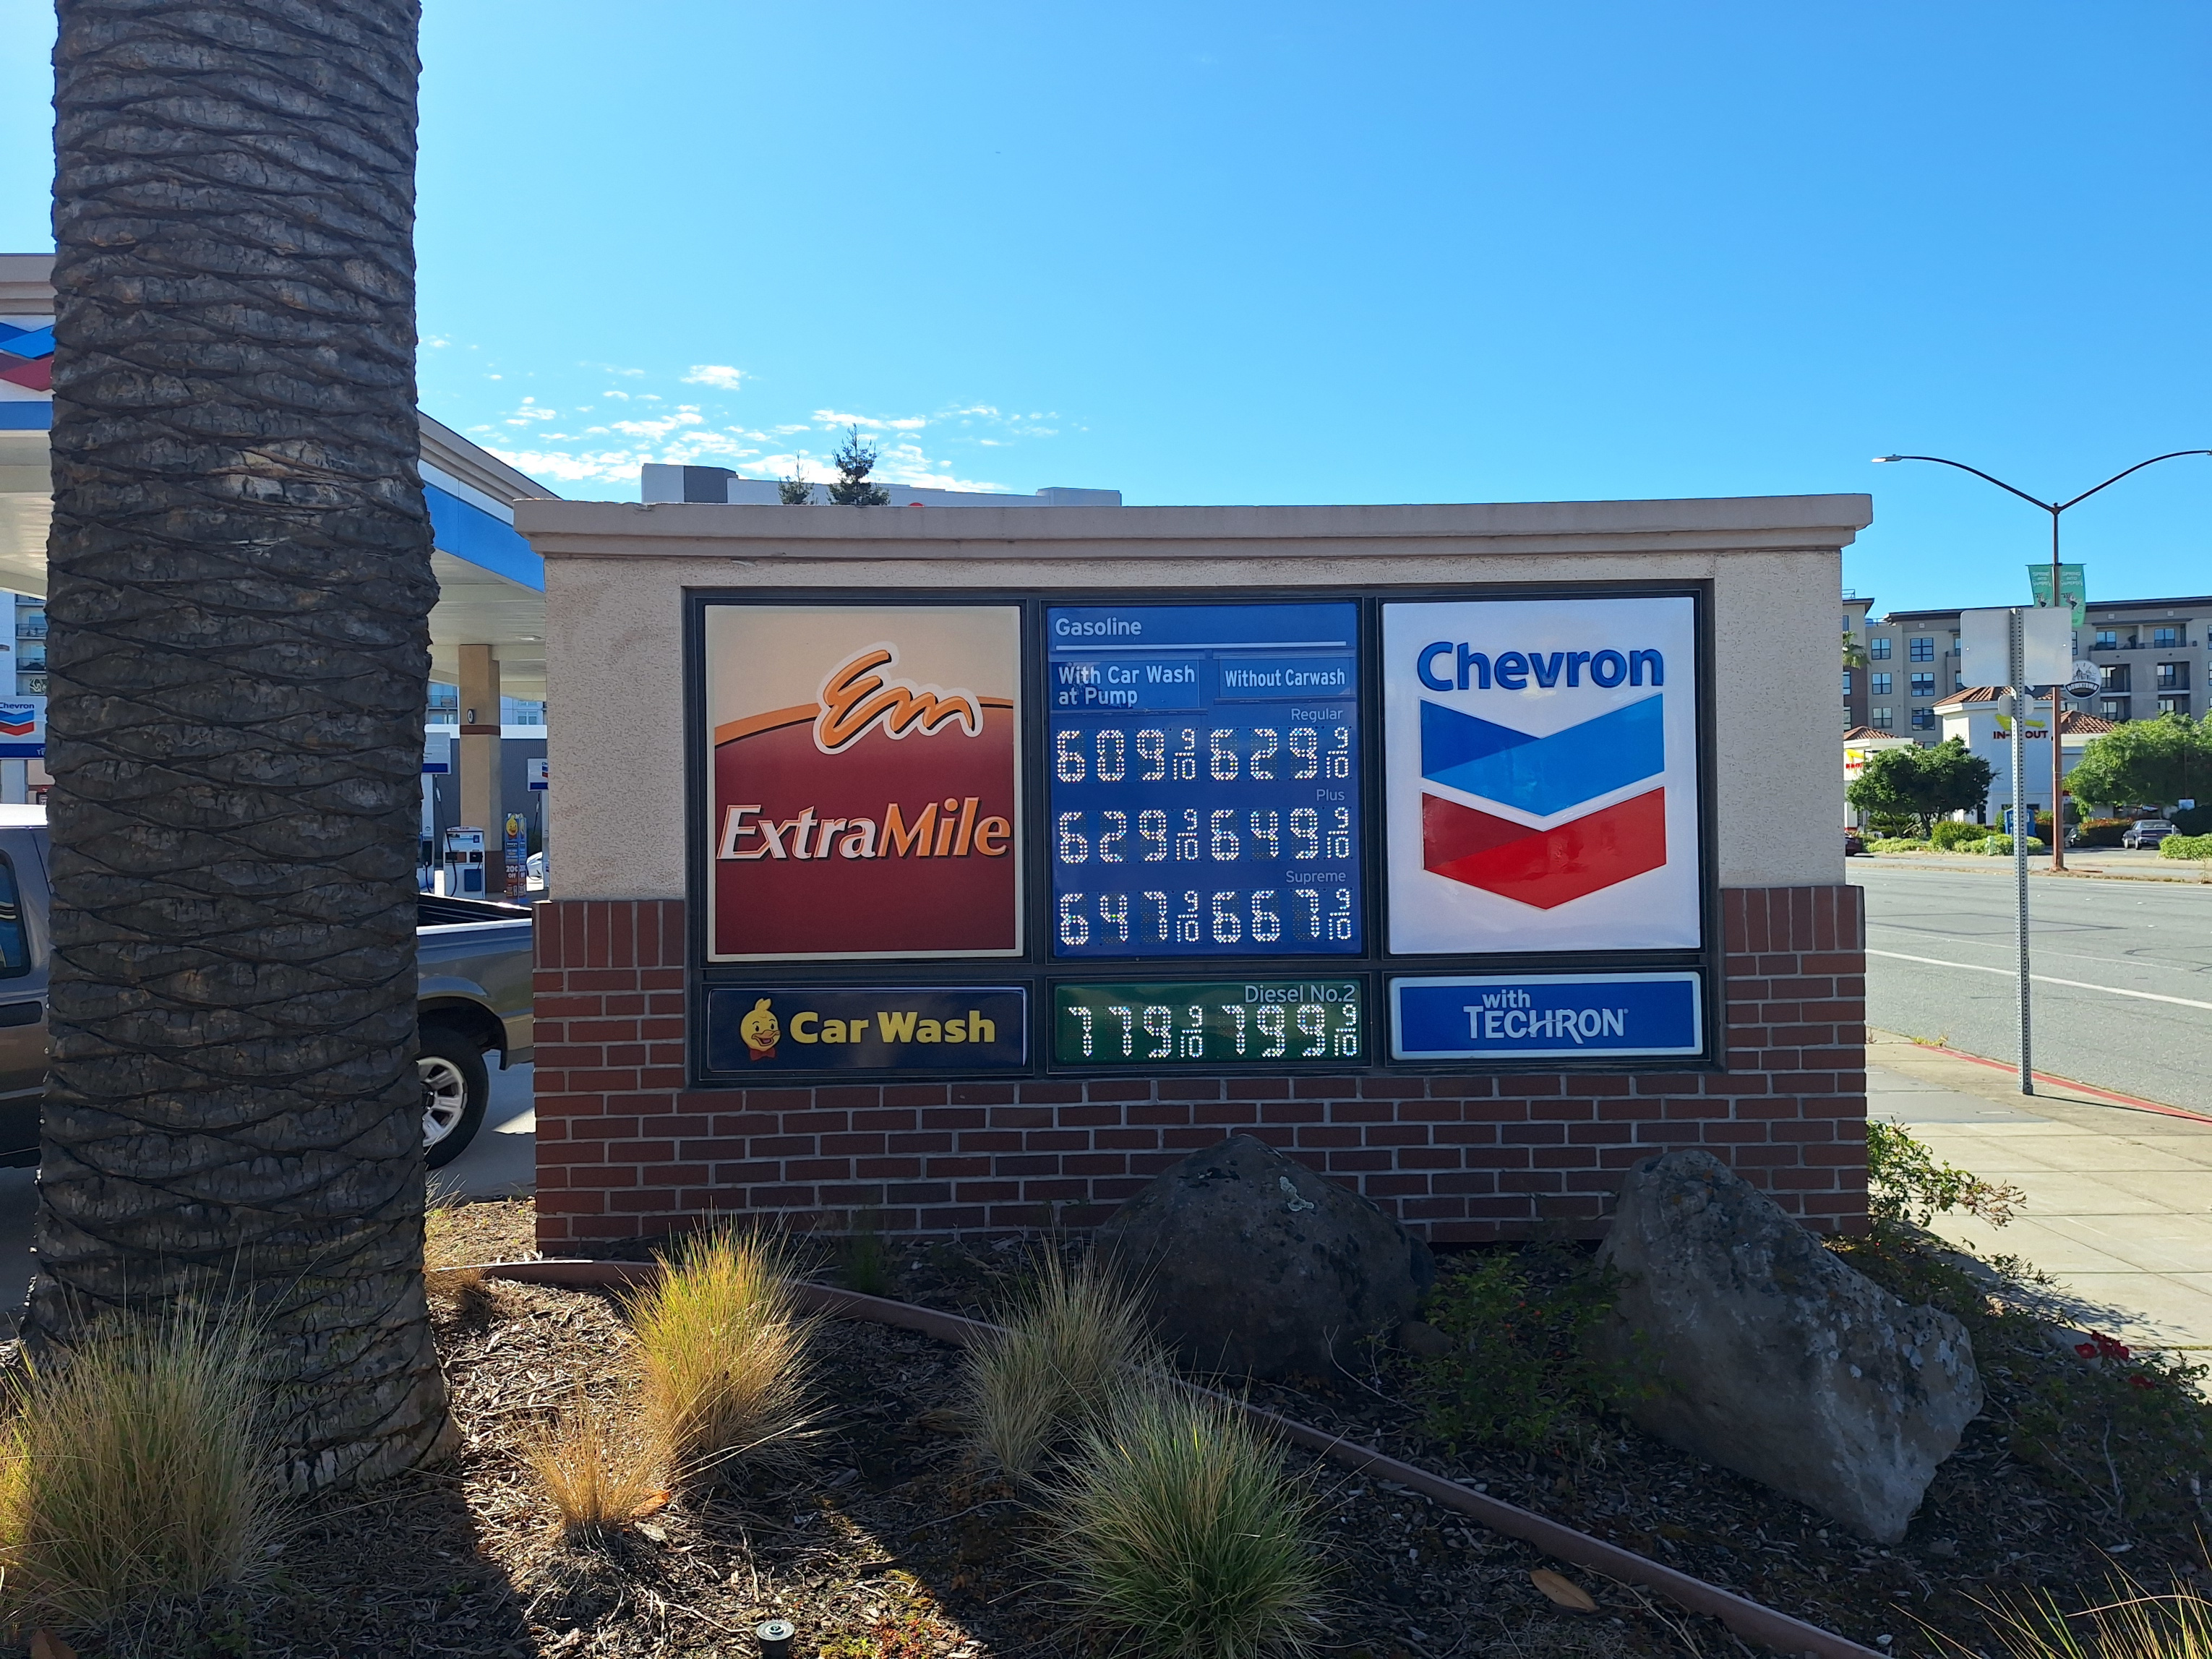 Em
ExtraMile
Car Wash
Gasoline
With Car Wash
at Pump
Without Carwash
Regular
609 9/10 629 9/10
Plus
629 9/10 649 9/10
Supreme
647 9/10 667 9/10
Diesel No.2
779 9/10 799 9/10
Chevron
with
TECHRON
Chevron